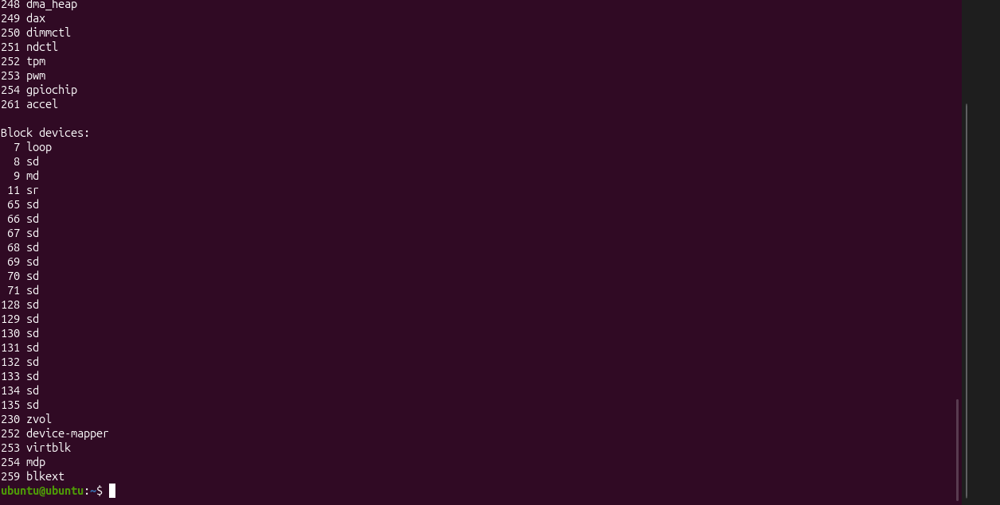 248 dma_heap
249 dax
250 dimmctl
251 ndctl
252 tpm
253 pwm
254 gpiochip
261 accel

Block devices:
  7 loop
  8 sd
  9 md
 11 sr
 65 sd
 66 sd
 67 sd
 68 sd
 69 sd
 70 sd
 71 sd
128 sd
129 sd
130 sd
131 sd
132 sd
133 sd
134 sd
135 sd
230 zvol
252 device-mapper
253 virtblk
254 mdp
259 blkext
ubuntu@ubuntu:~$